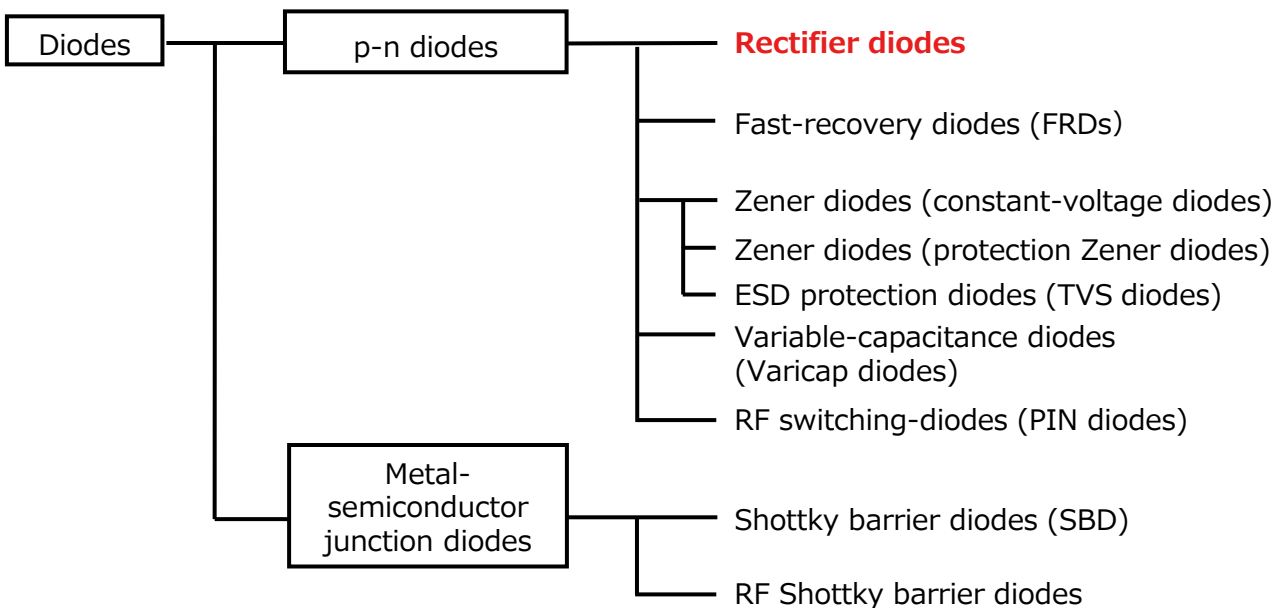 Diodes
p-n diodes
Rectifier diodes
Fast-recovery diodes (FRDs)
Zener diodes (constant-voltage diodes)
Zener diodes (protection Zener diodes)
ESD protection diodes (TVS diodes)
Variable-capacitance diodes
(Varicap diodes)
RF switching-diodes (PIN diodes)
Metal-
semiconductor
junction diodes
Shottky barrier diodes (SBD)
RF Shottky barrier diodes